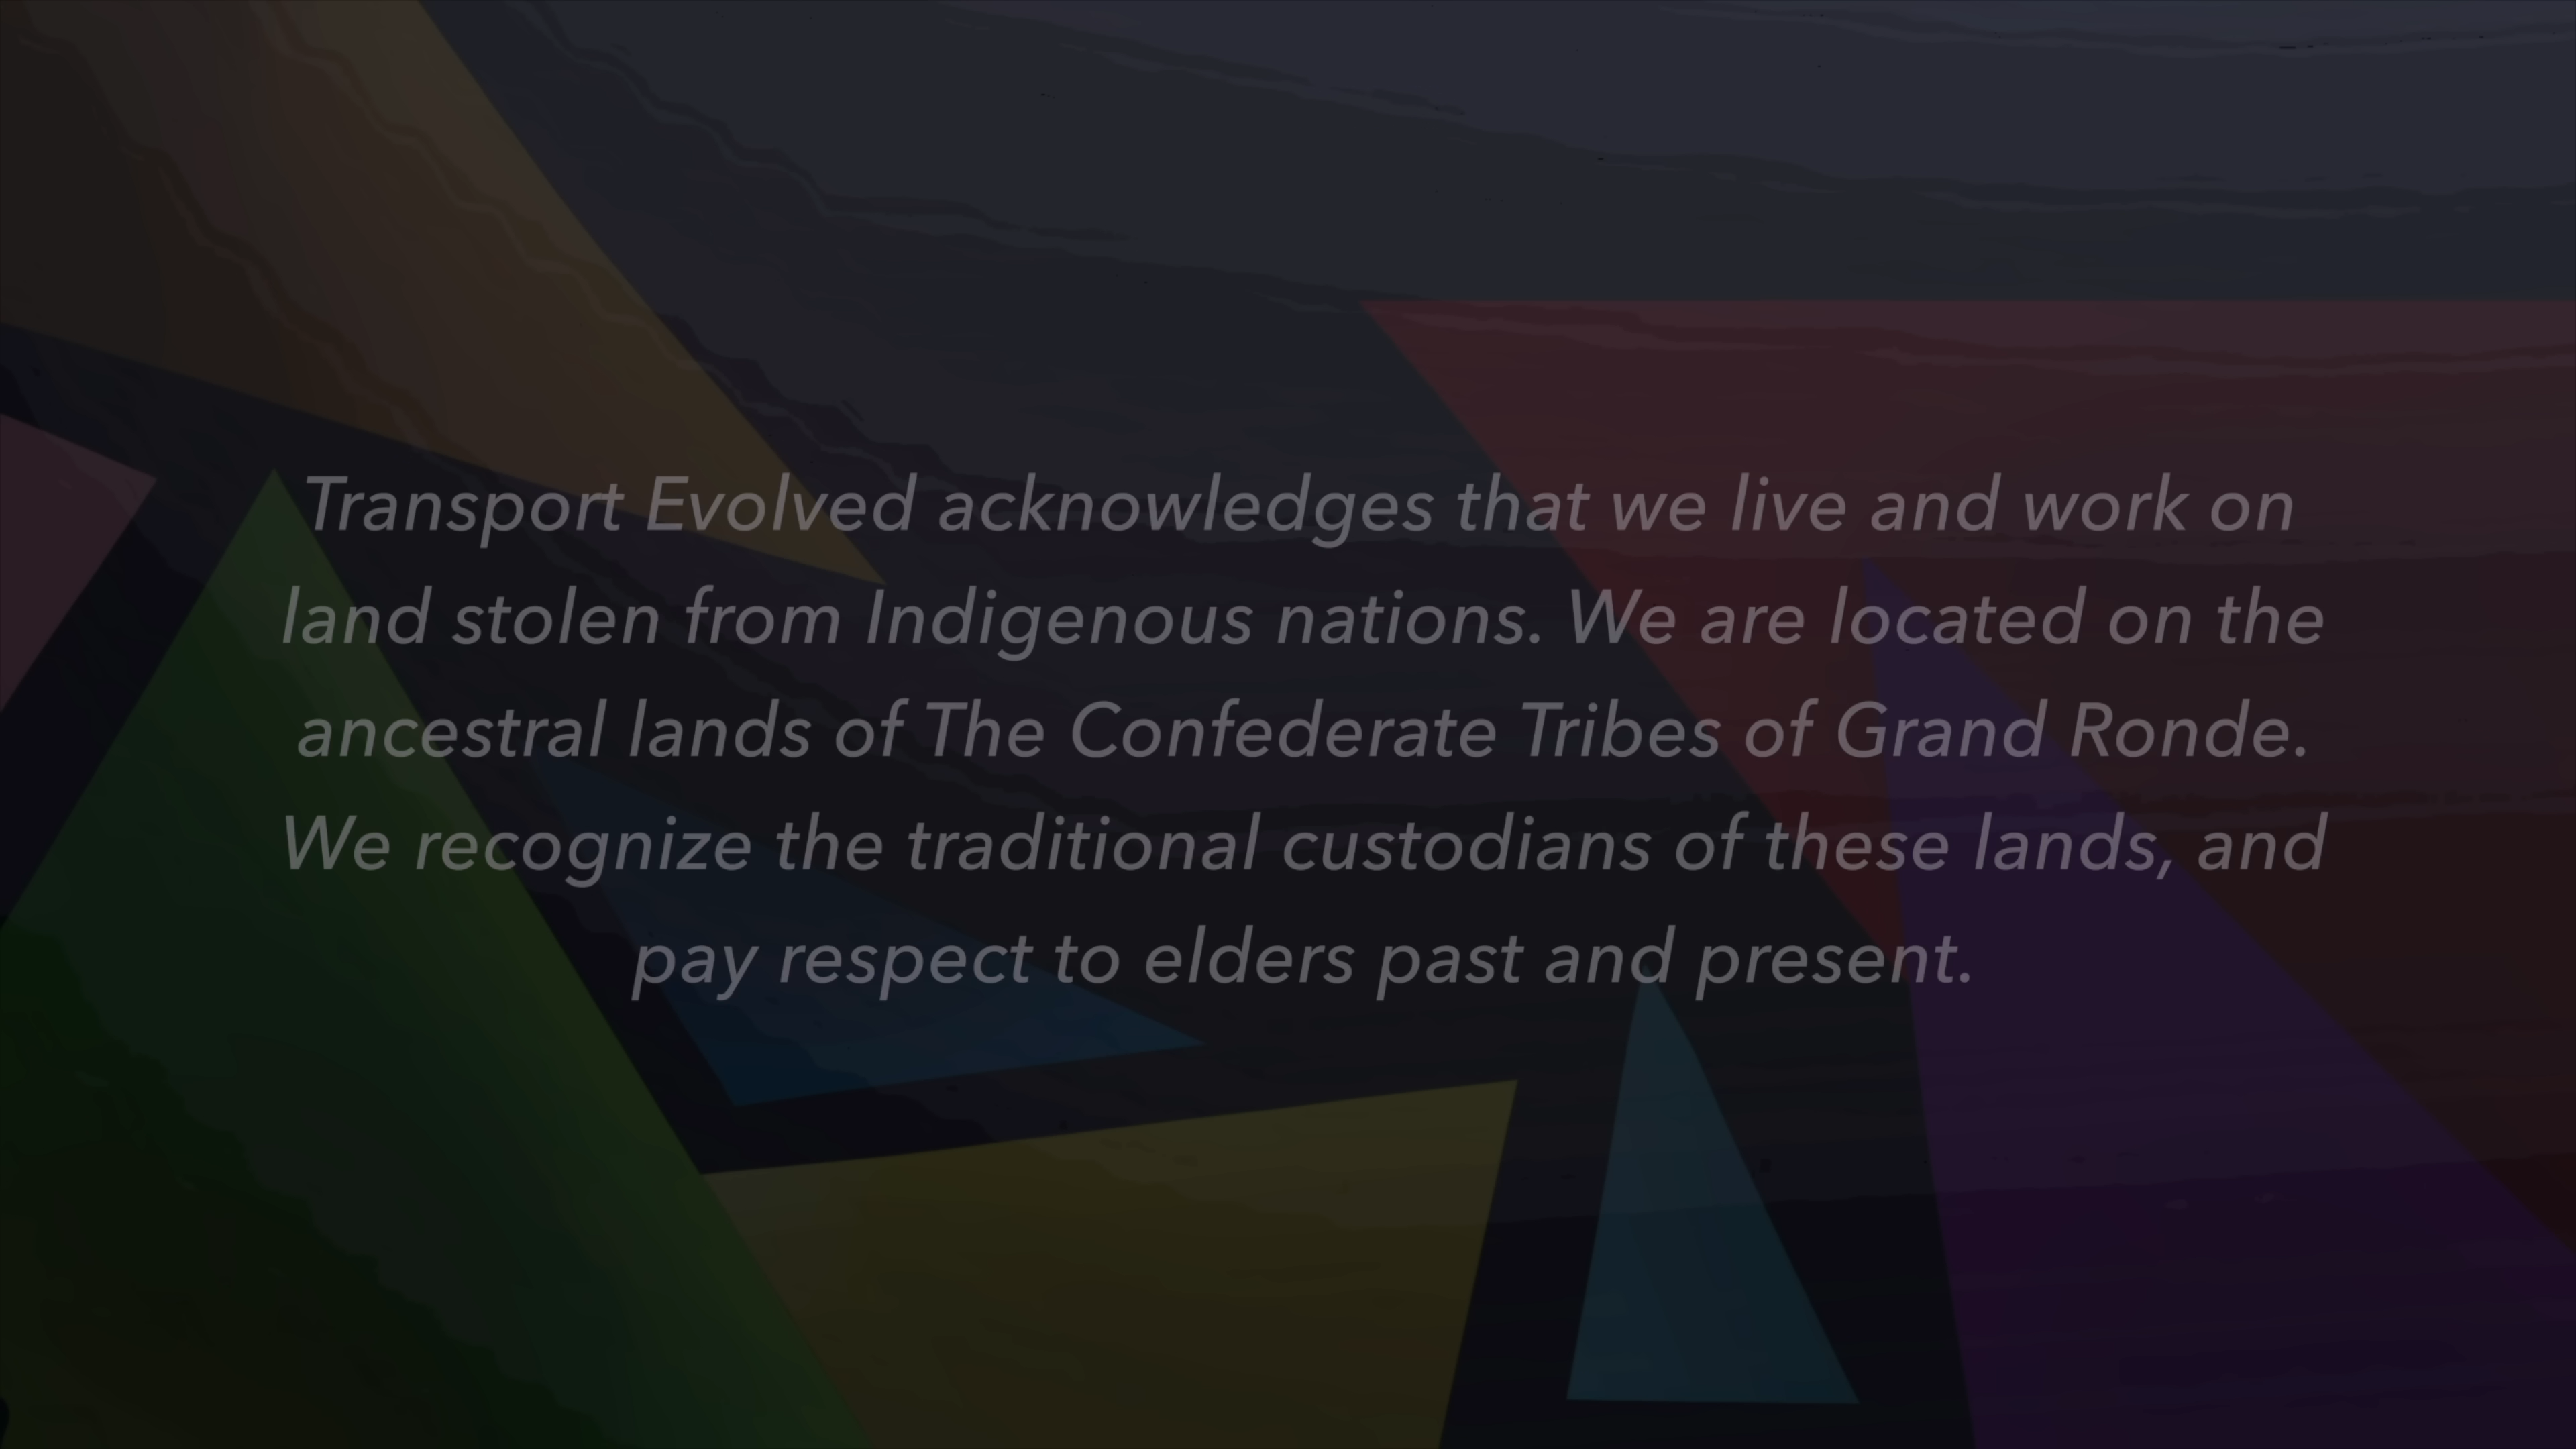 Transport Evolved acknowledges that we live and work on
land stolen from Indigenous nations. We are located on the
ancestral lands of The Confederate Tribes of Grand Ronde.
We recognize the traditional custodians of these lands, and
pay respect to elders past and present.